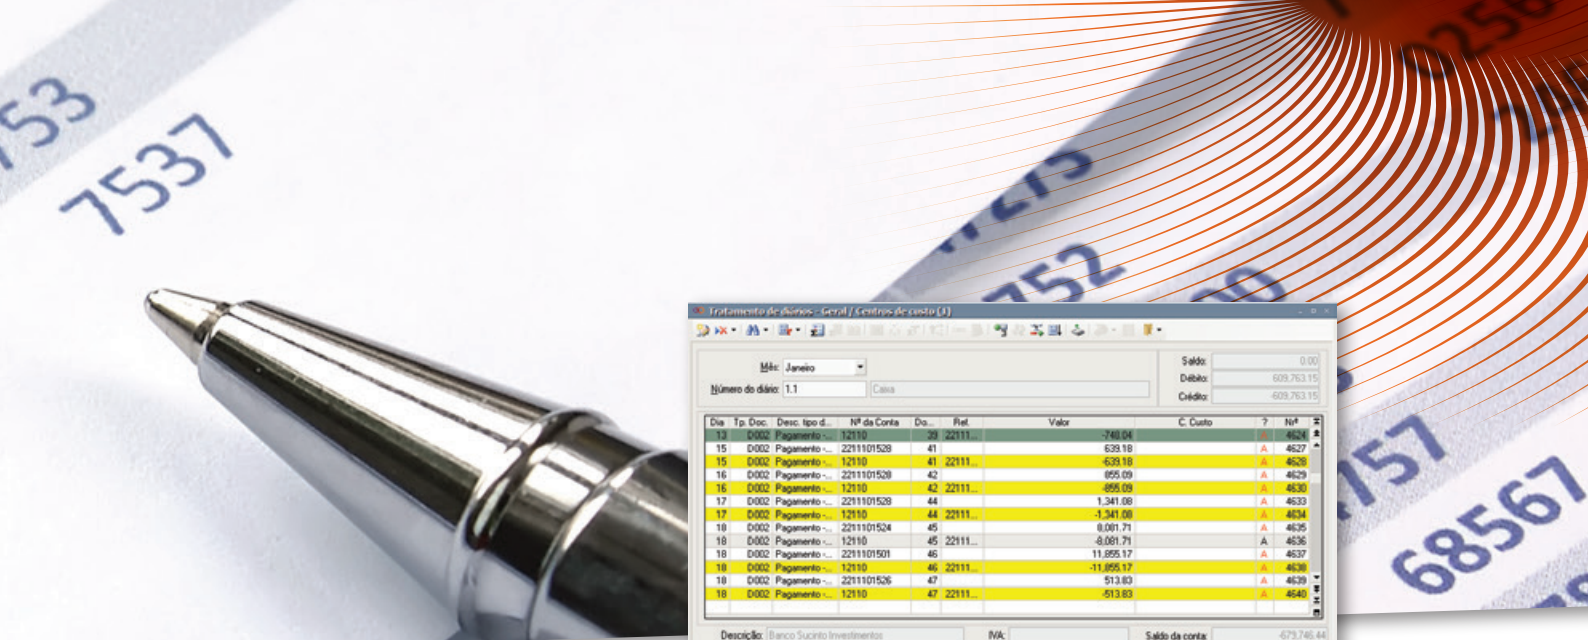 753
7537
0256
4275
752
00
757
68567
Tratamento de diários - Geral / Centros de custo (1)
Mês: Janeiro
Número do diário: 1.1 Caixa
Saldo: 0.00
Débito: 609,763.15
Crédito: -609,763.15
Dia Tp. Doc. Desc. tipo d... Nº da Conta Do... Rel. Valor C. Custo ? Nrº
13 D002 Pagamento -... 12110 39 22111... -748.04 A 4624
15 D002 Pagamento -... 2211101528 41 639.18 A 4627
15 D002 Pagamento -... 12110 41 22111... -639.18 A 4628
16 D002 Pagamento -... 2211101528 42 855.09 A 4629
16 D002 Pagamento -... 12110 42 22111... -855.09 A 4630
17 D002 Pagamento -... 2211101528 44 1,341.08 A 4633
17 D002 Pagamento -... 12110 44 22111... -1,341.08 A 4634
18 D002 Pagamento -... 2211101524 45 8,081.71 A 4635
18 D002 Pagamento -... 12110 45 22111... -8,081.71 A 4636
18 D002 Pagamento -... 2211101501 46 11,855.17 A 4637
18 D002 Pagamento -... 12110 46 22111... -11,855.17 A 4638
18 D002 Pagamento -... 2211101526 47 513.83 A 4639
18 D002 Pagamento -... 12110 47 22111... -513.83 A 4640
Descrição: Banco Sucinto Investimentos IVA: Saldo da conta: -679,746.44